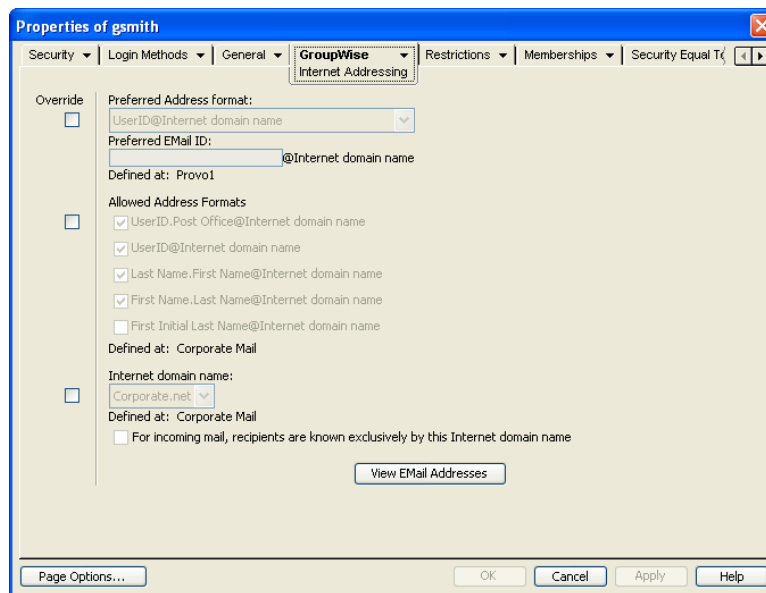 Properties of gsmith
Security Login Methods General GroupWise Restrictions Memberships Security Equal
Internet Addressing
Override Preferred Address format:
UserID@Internet domain name
Preferred EMail ID:
@Internet domain name
Defined at: Provo1
Allowed Address Formats
UserID.Post Office@Internet domain name
UserID@Internet domain name
Last Name.First Name@Internet domain name
First Name.Last Name@Internet domain name
First Initial Last Name@Internet domain name
Defined at: Corporate Mail
Internet domain name:
Corporate.net
Defined at: Corporate Mail
For incoming mail, recipients are known exclusively by this Internet domain name
View EMail Addresses
Page Options... OK Cancel Apply Help